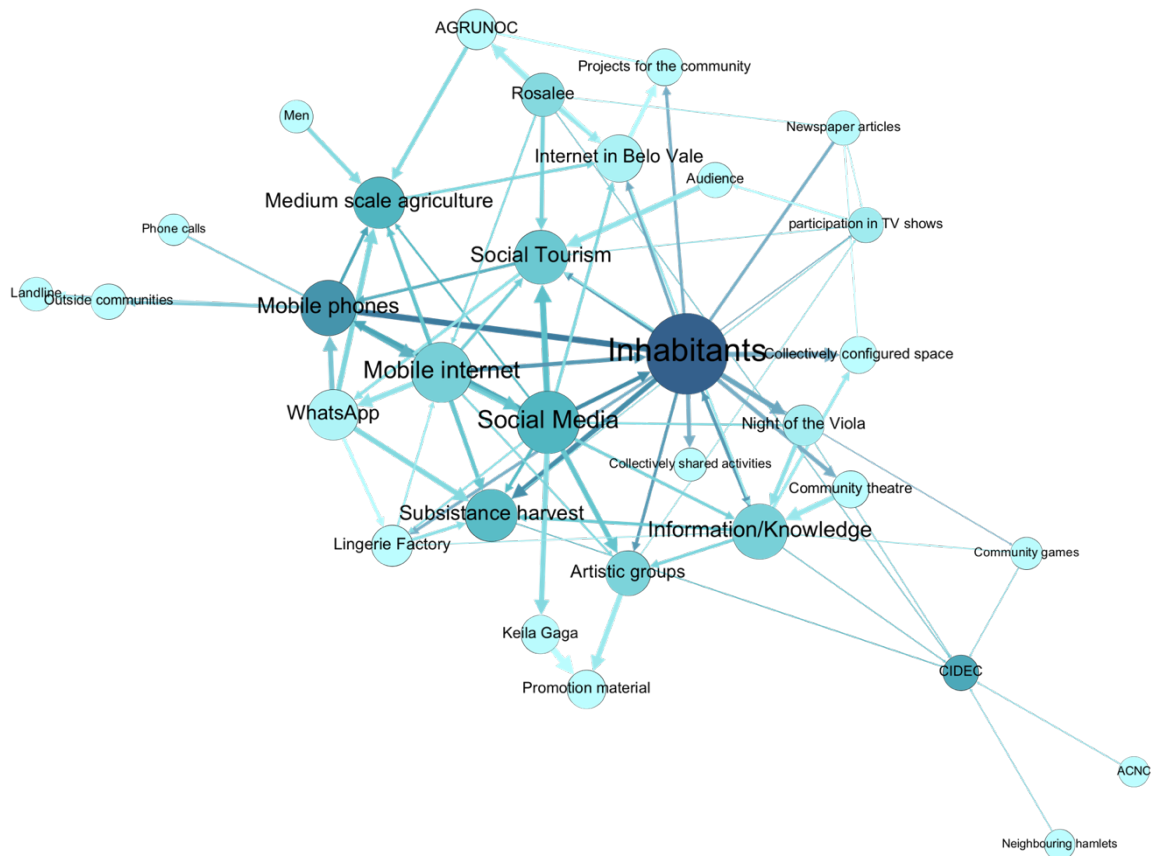 AGRUNOC
Projects for the community
Rosalee
Men
Newspaper articles
Internet in Belo Vale
Audience
Medium scale agriculture
Phone calls
participation in TV shows
Social Tourism
Landline
Outside communities
Mobile phones
Inhabitants
Collectively configured space
Mobile internet
WhatsApp
Social Media
Night of the Viola
Collectively shared activities
Community theatre
Subsistance harvest
Information/Knowledge
Lingerie Factory
Community games
Artistic groups
Keila Gaga
CIDEC
Promotion material
ACNC
Neighbouring hamlets